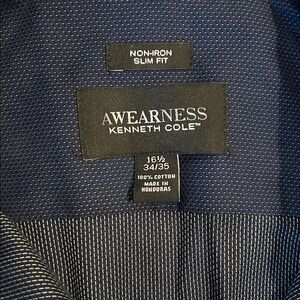 NON-IRON
SLIM FIT
AWEARNESS
KENNETH COLE™
16½
34/35
100% COTTON
MADE IN
HONDURAS